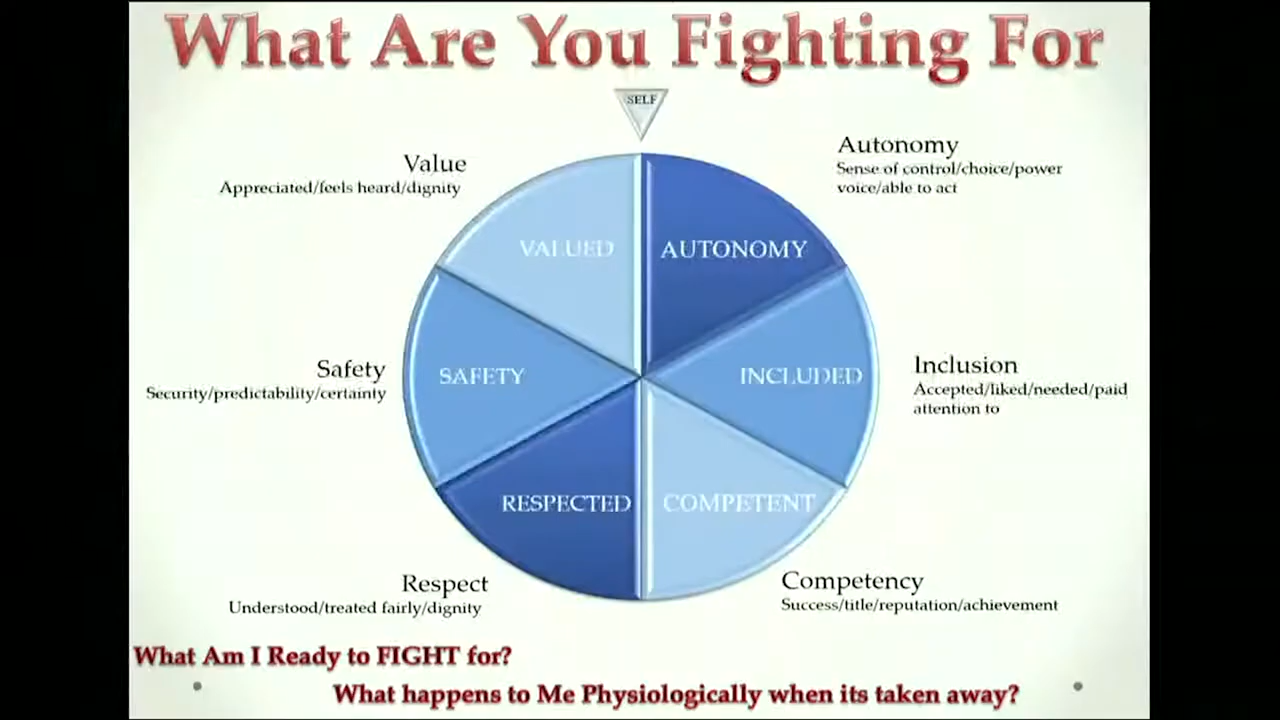 What Are You Fighting For
SELF
Value
Appreciated/feels heard/dignity
Autonomy
Sense of control/choice/power
voice/able to act
VALUED
AUTONOMY
Safety
Security/predictability/certainty
SAFETY
INCLUDED
Inclusion
Accepted/liked/needed/paid
attention to
RESPECTED
COMPETENT
Respect
Understood/treated fairly/dignity
Competency
Success/title/reputation/achievement
What Am I Ready to FIGHT for?
What happens to Me Physiologically when its taken away?